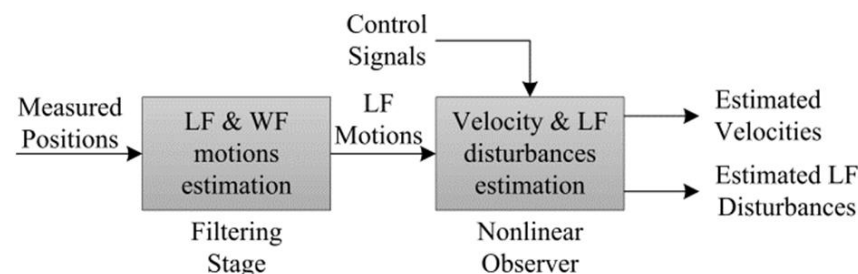 Control
Signals
Measured
Positions
LF & WF
motions
estimation
LF
Motions
Velocity & LF
disturbances
estimation
Estimated
Velocities
Estimated LF
Disturbances
Filtering
Stage
Nonlinear
Observer